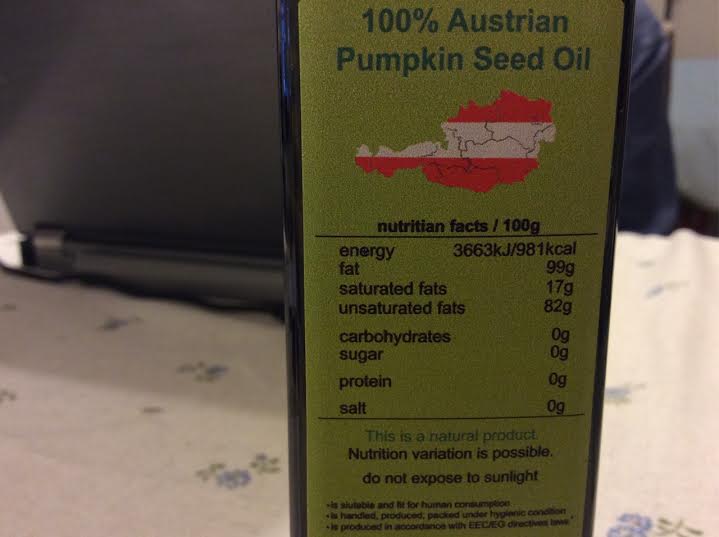 100% Austrian
Pumpkin Seed Oil
nutritian facts / 100g
energy 3663kJ/981kcal
fat 99g
saturated fats 17g
unsaturated fats 82g
carbohydrates 0g
sugar 0g
protein 0g
salt 0g
This is a natural product.
Nutrition variation is possible.
do not expose to sunlight
•is siutable and fit for human consumption
•is handled, produced, packed under hygienic condition
•is produced in accordance with EEC/EG directives laws